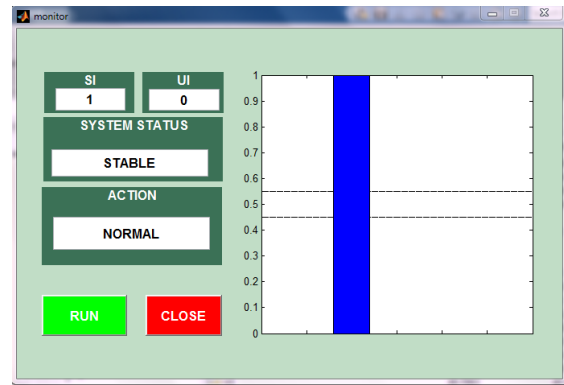 monitor
SI
UI
1
0
SYSTEM STATUS
STABLE
ACTION
NORMAL
RUN
CLOSE
1
0.9
0.8
0.7
0.6
0.5
0.4
0.3
0.2
0.1
0